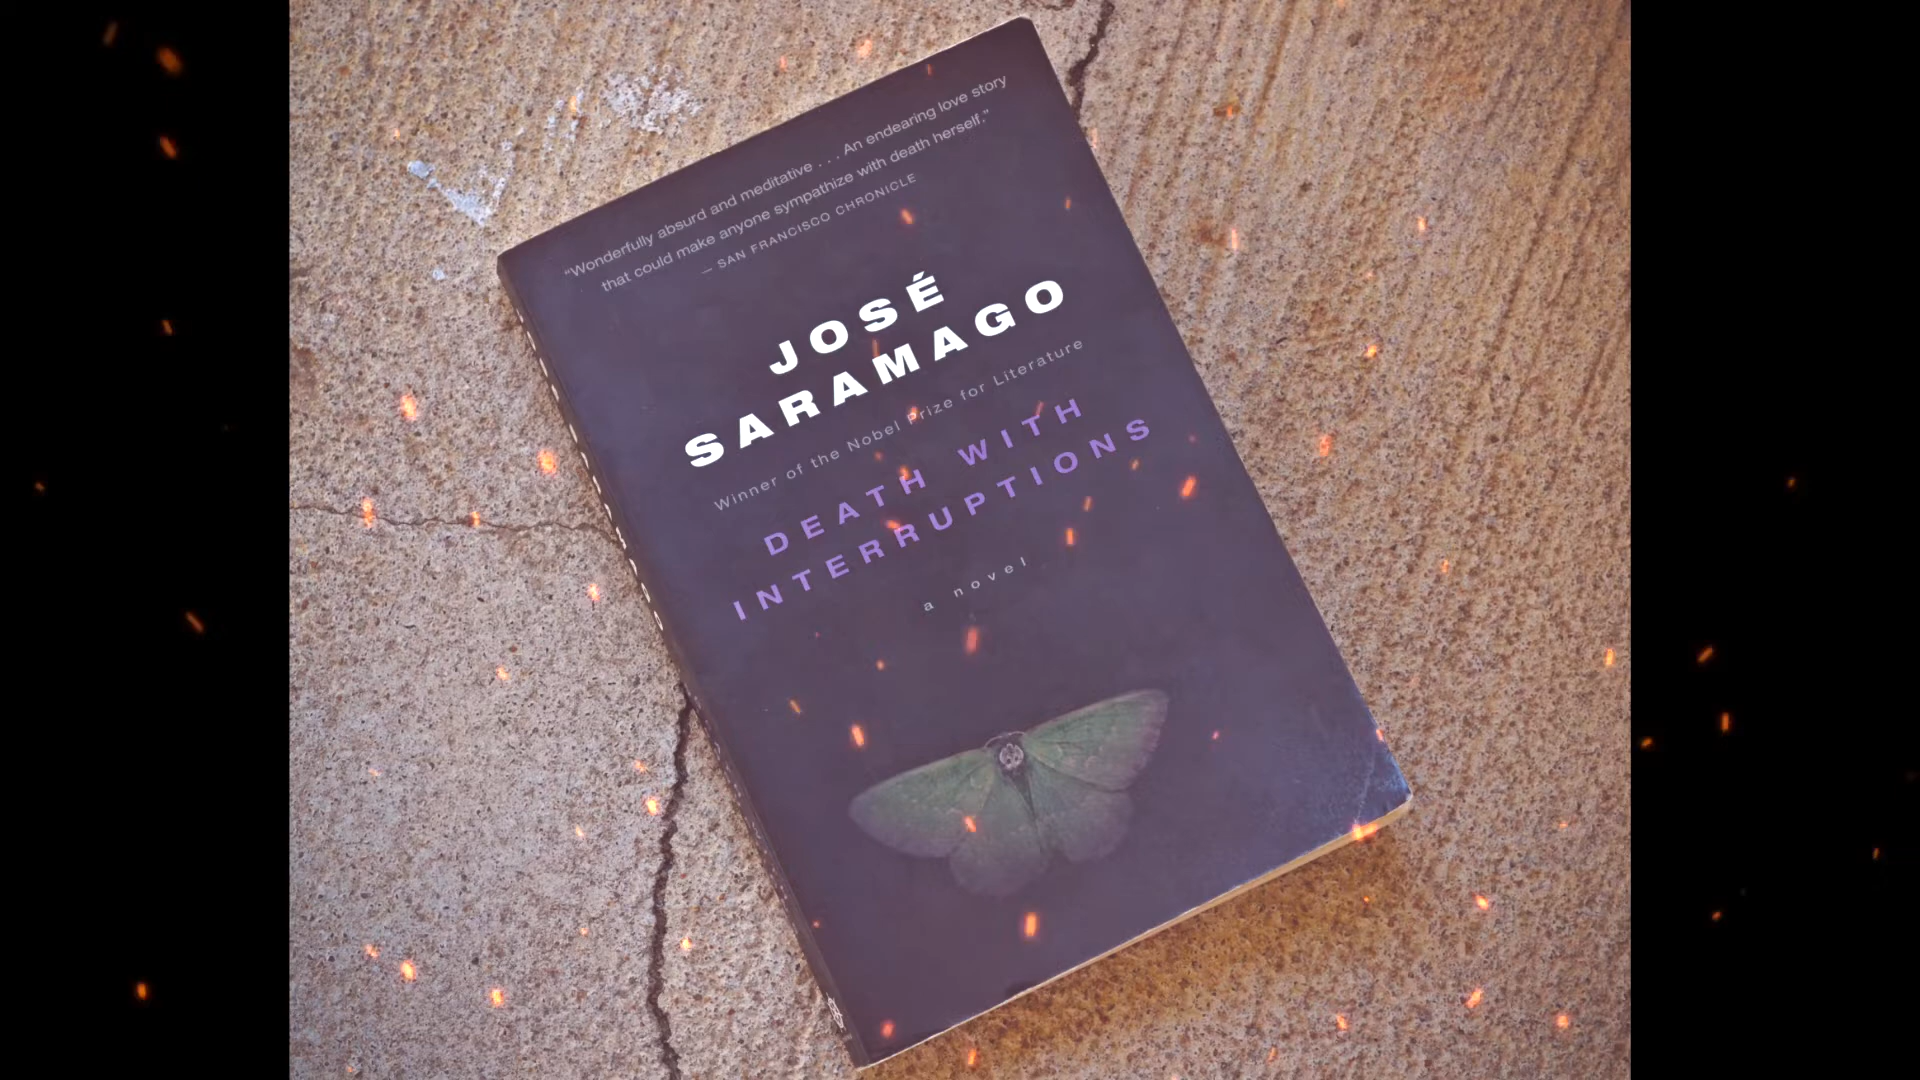 “Wonderfully absurd and meditative . . . An endearing love story
that could make anyone sympathize with death herself.”
— SAN FRANCISCO CHRONICLE
JOSÉ
SARAMAGO
Winner of the Nobel Prize for Literature
DEATH WITH
INTERRUPTIONS
a novel